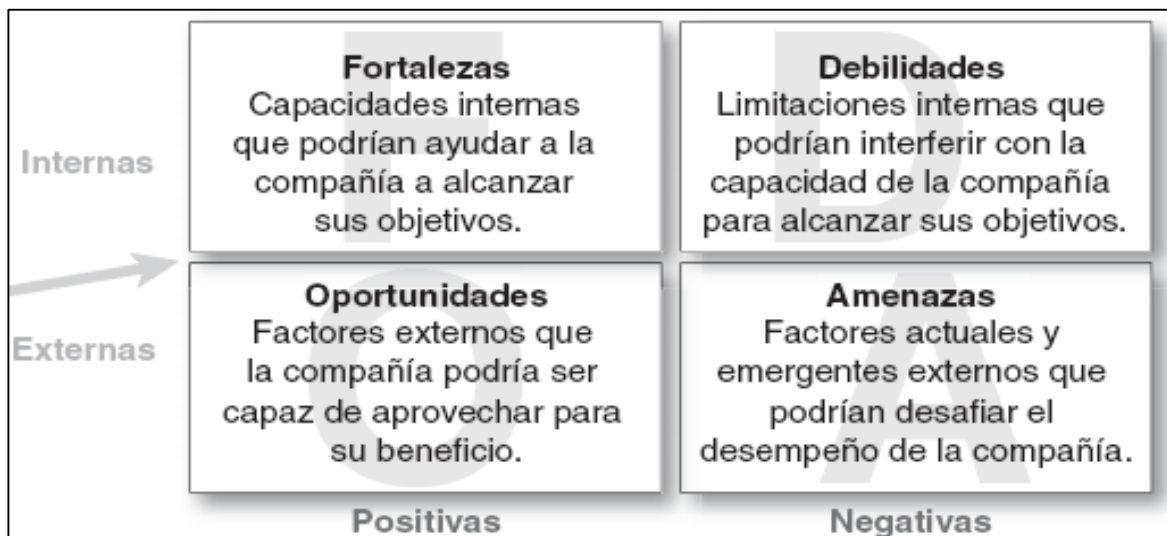 Internas
Externas
Fortalezas
Capacidades internas
que podrían ayudar a la
compañía a alcanzar
sus objetivos.
Debilidades
Limitaciones internas que
podrían interferir con la
capacidad de la compañía
para alcanzar sus objetivos.
Oportunidades
Factores externos que
la compañía podría ser
capaz de aprovechar para
su beneficio.
Amenazas
Factores actuales y
emergentes externos que
podrían desafiar el
desempeño de la compañía.
Positivas
Negativas
F
D
O
A